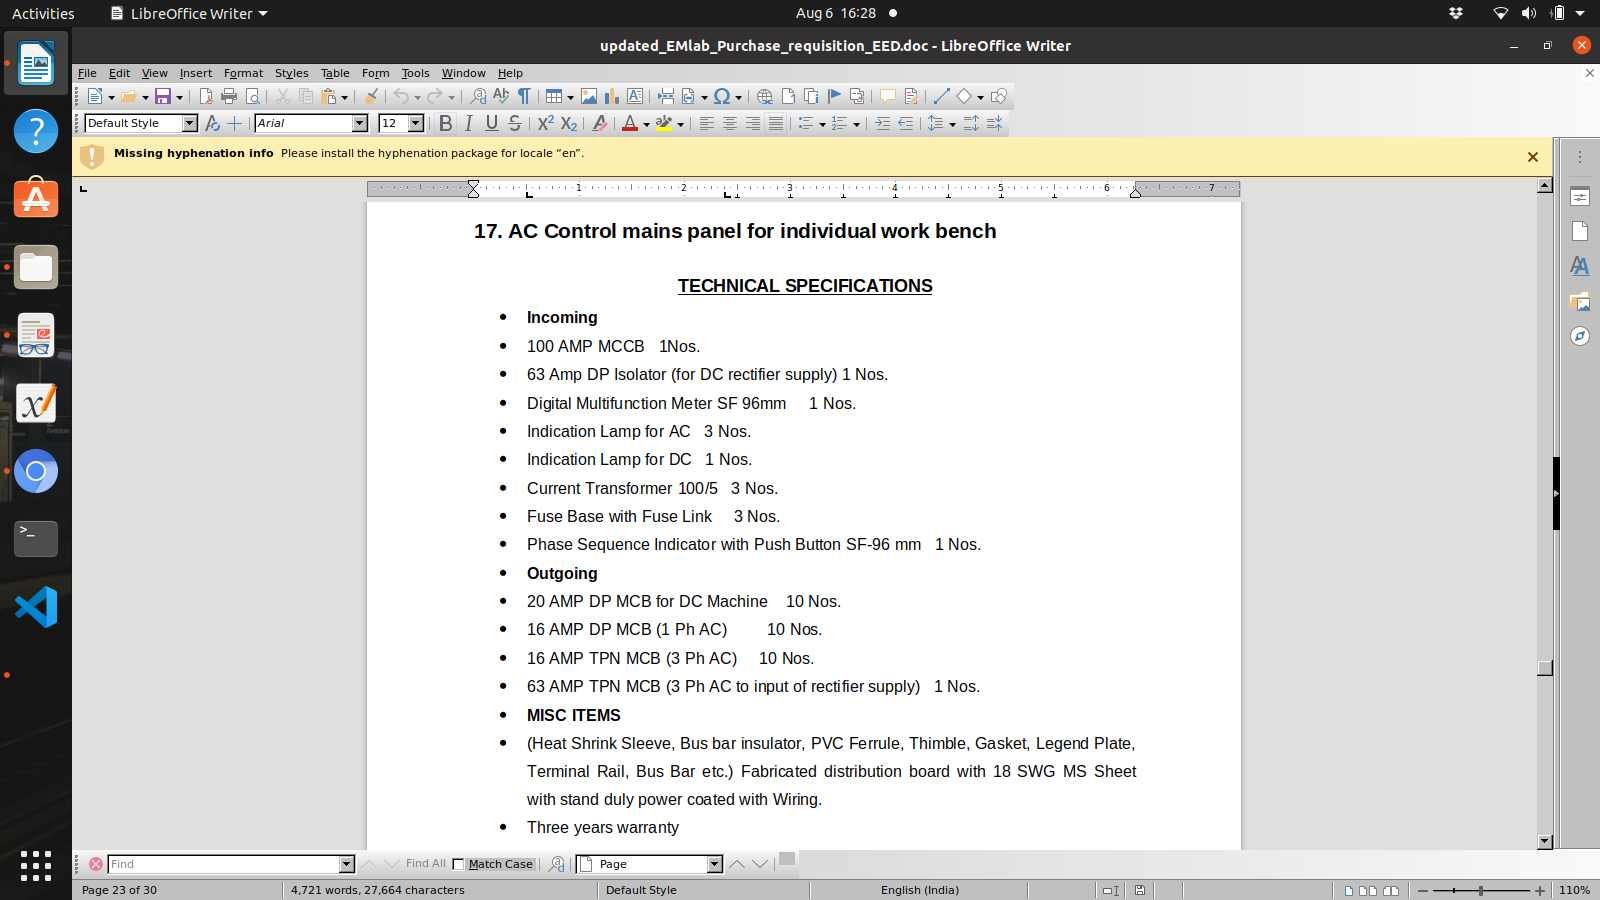 Activities LibreOffice Writer Aug 6 16:28
updated_EMlab_Purchase_requisition_EED.doc - LibreOffice Writer
File Edit View Insert Format Styles Table Form Tools Window Help
Default Style Arial 12
Missing hyphenation info Please install the hyphenation package for locale “en”.
1 2 3 4 5 6 7
17. AC Control mains panel for individual work bench
TECHNICAL SPECIFICATIONS
• Incoming
• 100 AMP MCCB 1Nos.
• 63 Amp DP Isolator (for DC rectifier supply) 1 Nos.
• Digital Multifunction Meter SF 96mm 1 Nos.
• Indication Lamp for AC 3 Nos.
• Indication Lamp for DC 1 Nos.
• Current Transformer 100/5 3 Nos.
• Fuse Base with Fuse Link 3 Nos.
• Phase Sequence Indicator with Push Button SF-96 mm 1 Nos.
• Outgoing
• 20 AMP DP MCB for DC Machine 10 Nos.
• 16 AMP DP MCB (1 Ph AC) 10 Nos.
• 16 AMP TPN MCB (3 Ph AC) 10 Nos.
• 63 AMP TPN MCB (3 Ph AC to input of rectifier supply) 1 Nos.
• MISC ITEMS
• (Heat Shrink Sleeve, Bus bar insulator, PVC Ferrule, Thimble, Gasket, Legend Plate,
Terminal Rail, Bus Bar etc.) Fabricated distribution board with 18 SWG MS Sheet
with stand duly power coated with Wiring.
• Three years warranty
Find Find All Match Case Page
Page 23 of 30 4,721 words, 27,664 characters Default Style English (India) 110%